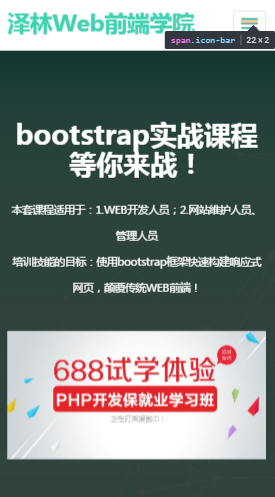 泽林Web前端学院
span.icon-bar | 22×2
bootstrap实战课程
等你来战！
本套课程适用于：1.WEB开发人员；2.网站维护人员、
管理人员
培训技能的目标：使用bootstrap框架快速构建响应式
网页，颠覆传统WEB前端！
688试学体验
PHP开发保就业学习班